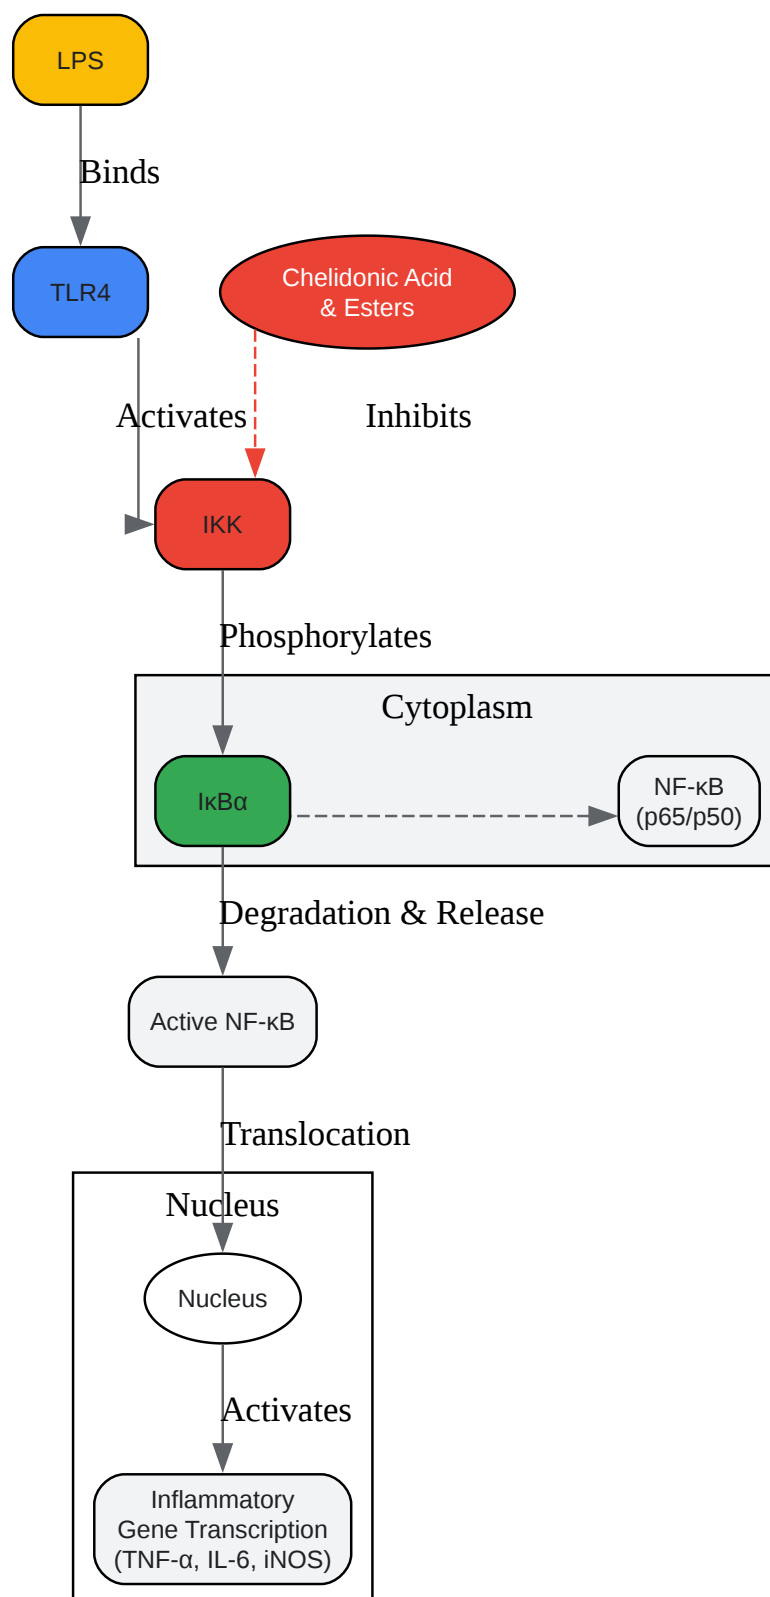 LPS
Binds
TLR4
Chelidonic Acid
& Esters
Activates
Inhibits
IKK
Phosphorylates
Cytoplasm
IκBα
NF-κB
(p65/p50)
Degradation & Release
Active NF-κB
Translocation
Nucleus
Nucleus
Activates
Inflammatory
Gene Transcription
(TNF-α, IL-6, iNOS)